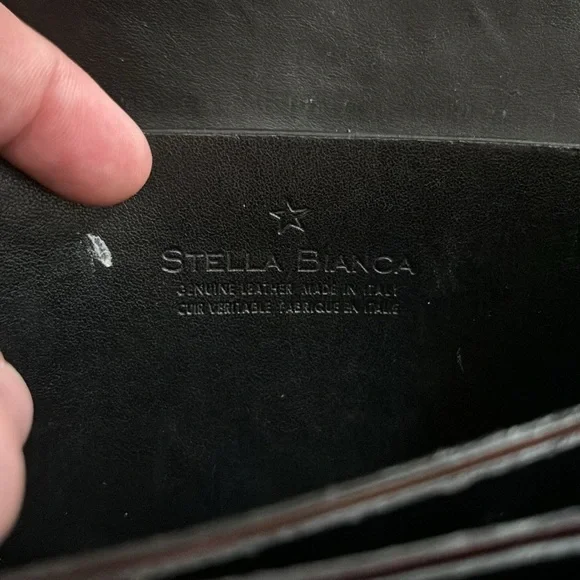 STELLA BIANCA
GENUINE LEATHER MADE IN ITALY
CUIR VERITABLE FABRIQUE EN ITALIE